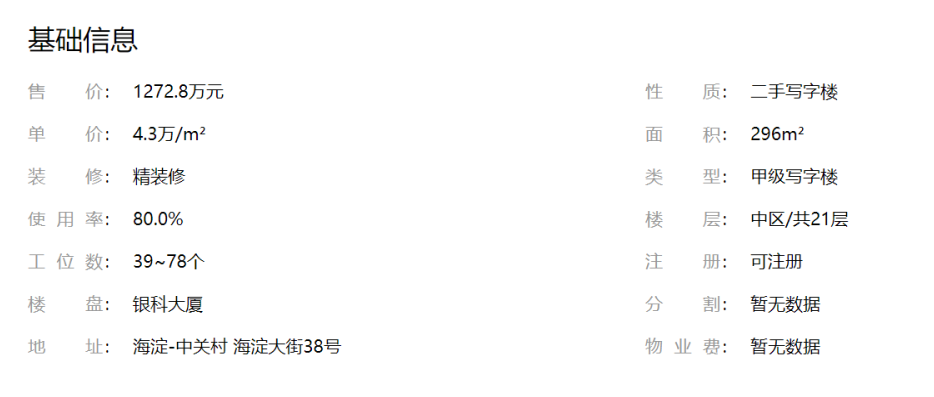 基础信息
售价: 1272.8万元 性质: 二手写字楼
单价: 4.3万/m² 面积: 296m²
装修: 精装修 类型: 甲级写字楼
使用率: 80.0% 楼层: 中区/共21层
工位数: 39~78个 注册: 可注册
楼盘: 银科大厦 分割: 暂无数据
地址: 海淀-中关村 海淀大街38号 物业费: 暂无数据